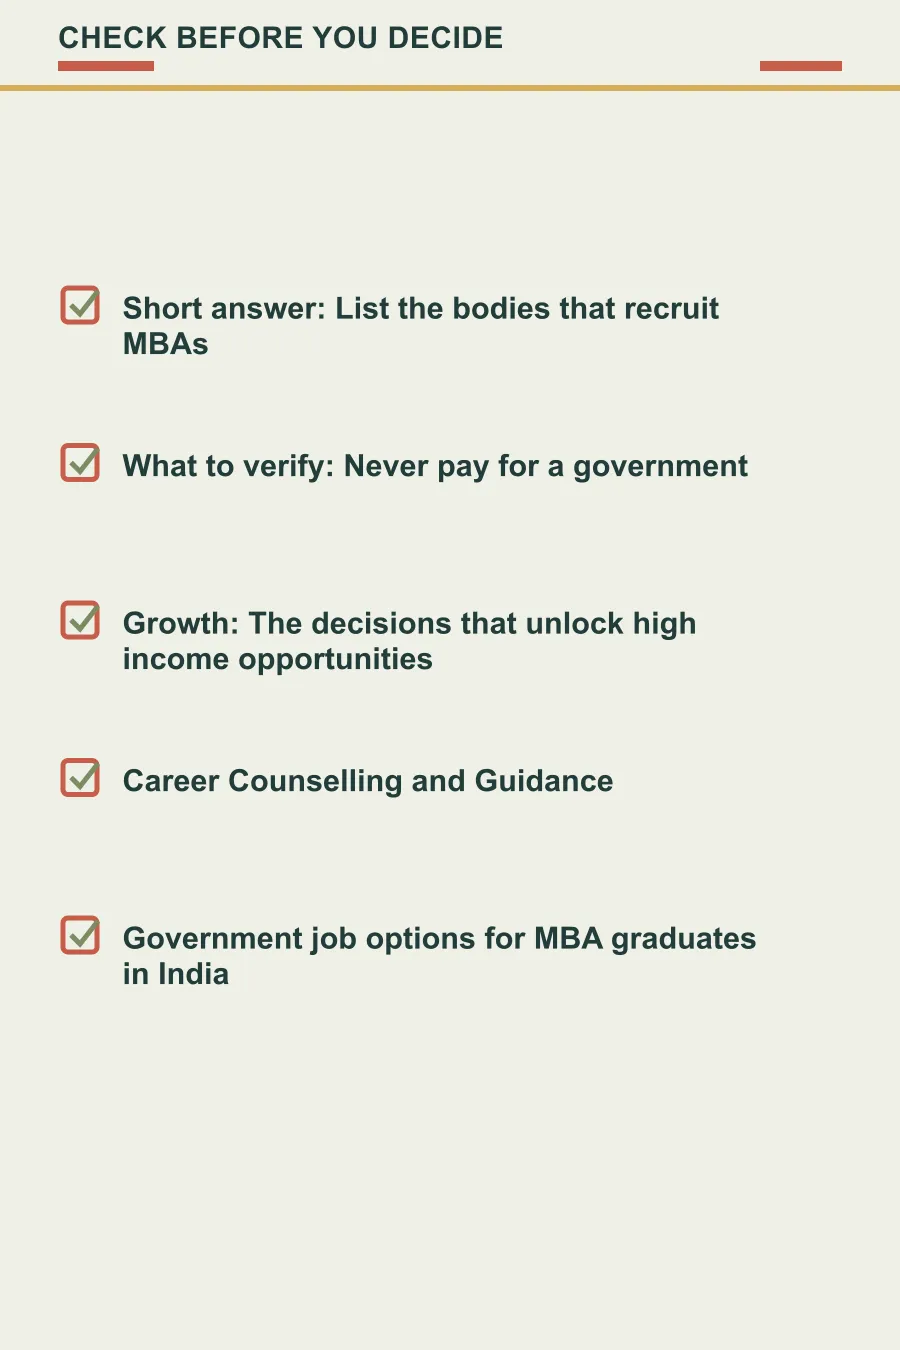 CHECK BEFORE YOU DECIDE
Short answer: List the bodies that recruit
MBAs
What to verify: Never pay for a government
Growth: The decisions that unlock high
income opportunities
Career Counselling and Guidance
Government job options for MBA graduates
in India